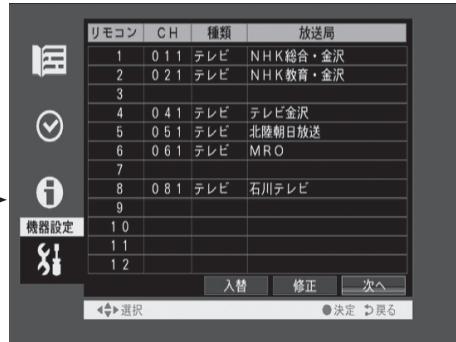 リモコン CH 種類 放送局
1 011 テレビ NHK総合・金沢
2 021 テレビ NHK教育・金沢
3
4 041 テレビ テレビ金沢
5 051 テレビ 北陸朝日放送
6 061 テレビ MRO
7
8 081 テレビ 石川テレビ
9
機器設定
10
11
12
入替 修正 次へ
選択 決定 戻る